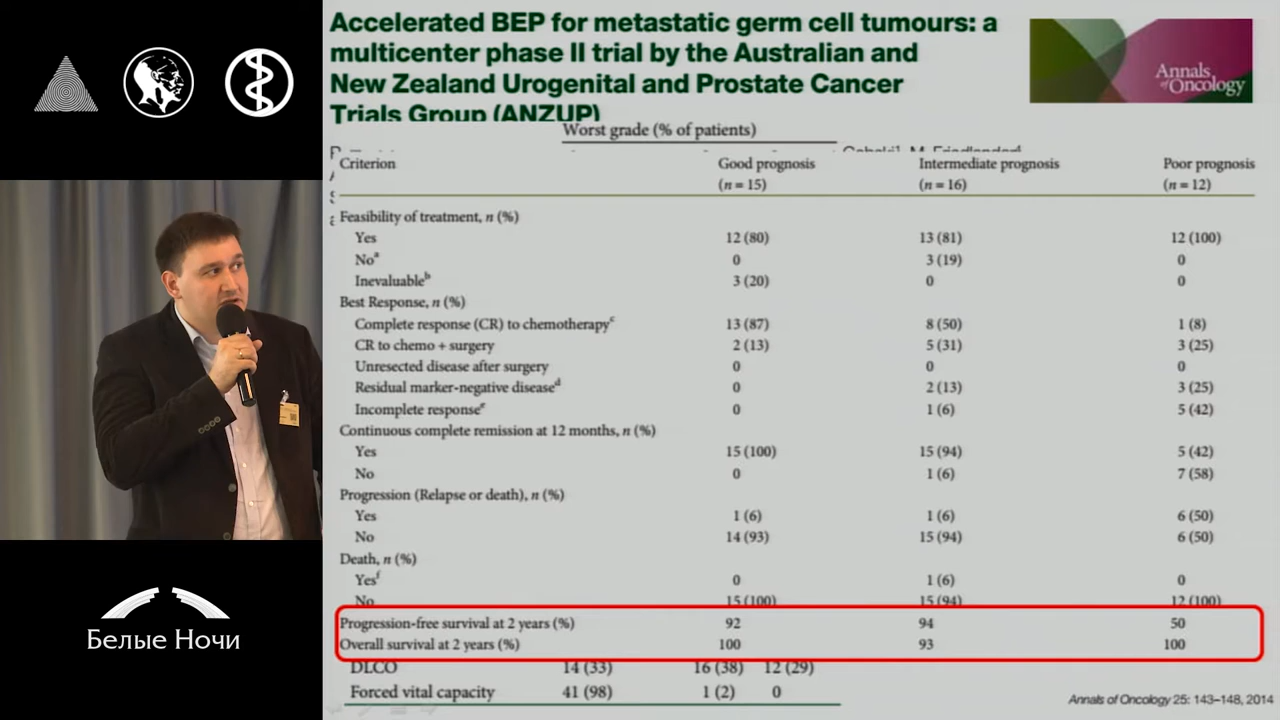 Accelerated BEP for metastatic germ cell tumours: a
multicenter phase II trial by the Australian and
New Zealand Urogenital and Prostate Cancer
Trials Group (ANZUP)
Annals
of Oncology
Worst grade (% of patients)
Criterion Good prognosis Intermediate prognosis Poor prognosis
(n = 15) (n = 16) (n = 12)
Feasibility of treatment, n (%)
Yes 12 (80) 13 (81) 12 (100)
Noa 0 3 (19) 0
Inevaluableb 3 (20) 0 0
Best Response, n (%)
Complete response (CR) to chemotherapyc 13 (87) 8 (50) 1 (8)
CR to chemo + surgery 2 (13) 5 (31) 3 (25)
Unresected disease after surgery 0 0 0
Residual marker-negative diseased 0 2 (13) 3 (25)
Incomplete responsee 0 1 (6) 5 (42)
Continuous complete remission at 12 months, n (%)
Yes 15 (100) 15 (94) 5 (42)
No 0 1 (6) 7 (58)
Progression (Relapse or death), n (%)
Yes 1 (6) 1 (6) 6 (50)
No 14 (93) 15 (94) 6 (50)
Death, n (%)
Yesf 0 1 (6) 0
No 15 (100) 15 (94) 12 (100)
Progression-free survival at 2 years (%) 92 94 50
Overall survival at 2 years (%) 100 93 100
DLCO 14 (33) 16 (38) 12 (29)
Forced vital capacity 41 (98) 1 (2) 0
Annals of Oncology 25: 143–148, 2014
Белые Ночи